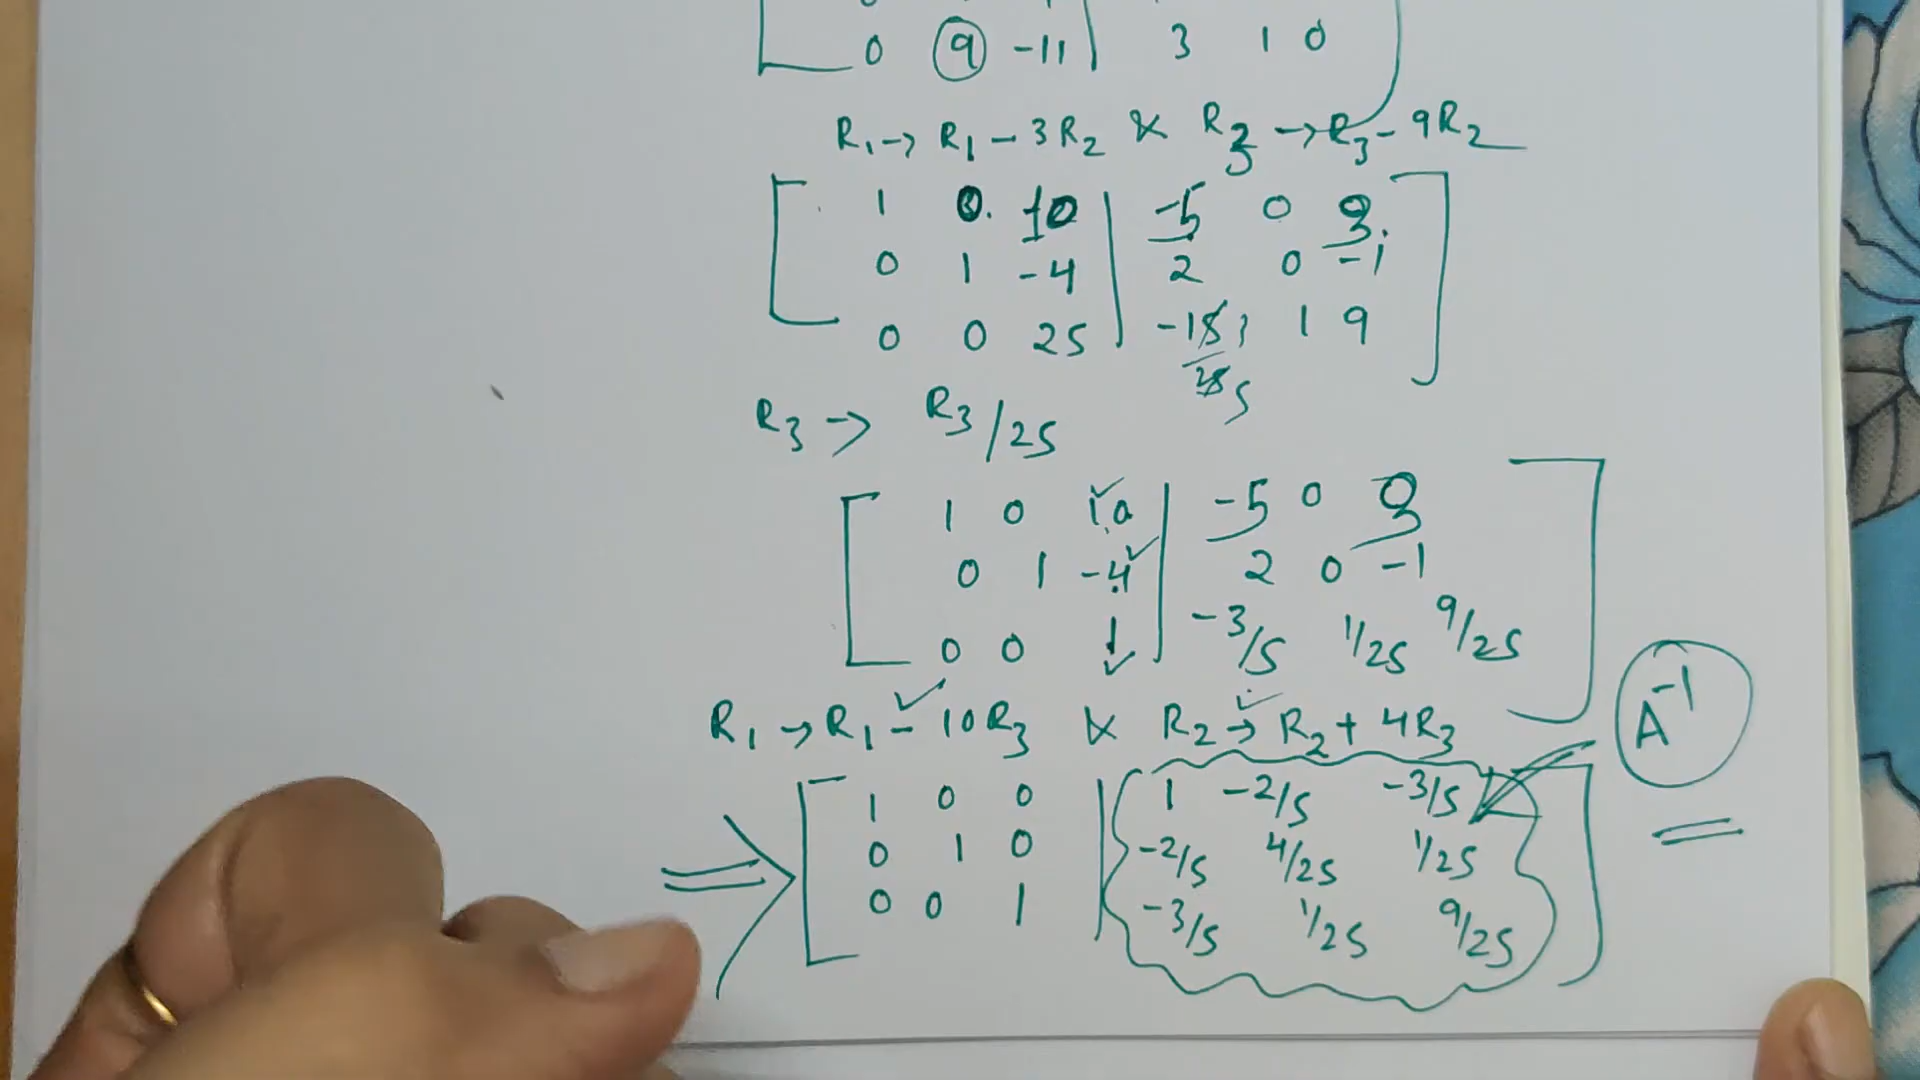 0 9 -11 | 3 1 0
R1 → R1 - 3R2 & R3 → R3 - 9R2
1 0 10 | -5 0 3
0 1 -4 | 2 0 -1
0 0 25 | -15 1 9
R3 → R3/25
1 0 10 | -5 0 3
0 1 -4 | 2 0 -1
0 0 1 | -3/5 1/25 9/25
R1 → R1 - 10R3 & R2 → R2 + 4R3
A⁻¹
⇒ 1 0 0 | 1 -2/5 -3/5
0 1 0 | -2/5 4/25 1/25
0 0 1 | -3/5 1/25 9/25